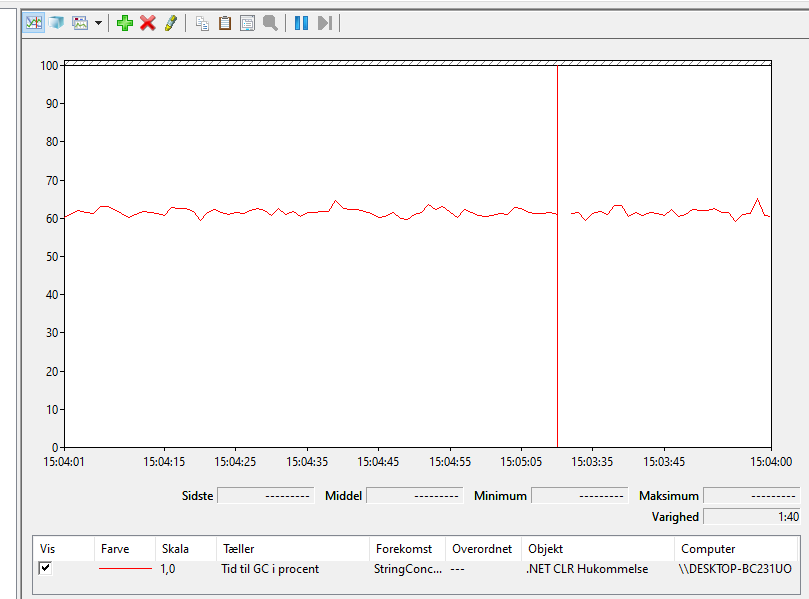 100
90
80
70
60
50
40
30
20
10
0
15:04:01 15:04:15 15:04:25 15:04:35 15:04:45 15:04:55 15:05:05 15:03:35 15:03:45 15:04:00
Sidste --------- Middel --------- Minimum --------- Maksimum ---------
Varighed 1:40
Vis Farve Skala Tæller Forekomst Overordnet Objekt Computer
1,0 Tid til GC i procent StringConc... --- .NET CLR Hukommelse \\DESKTOP-BC231UO